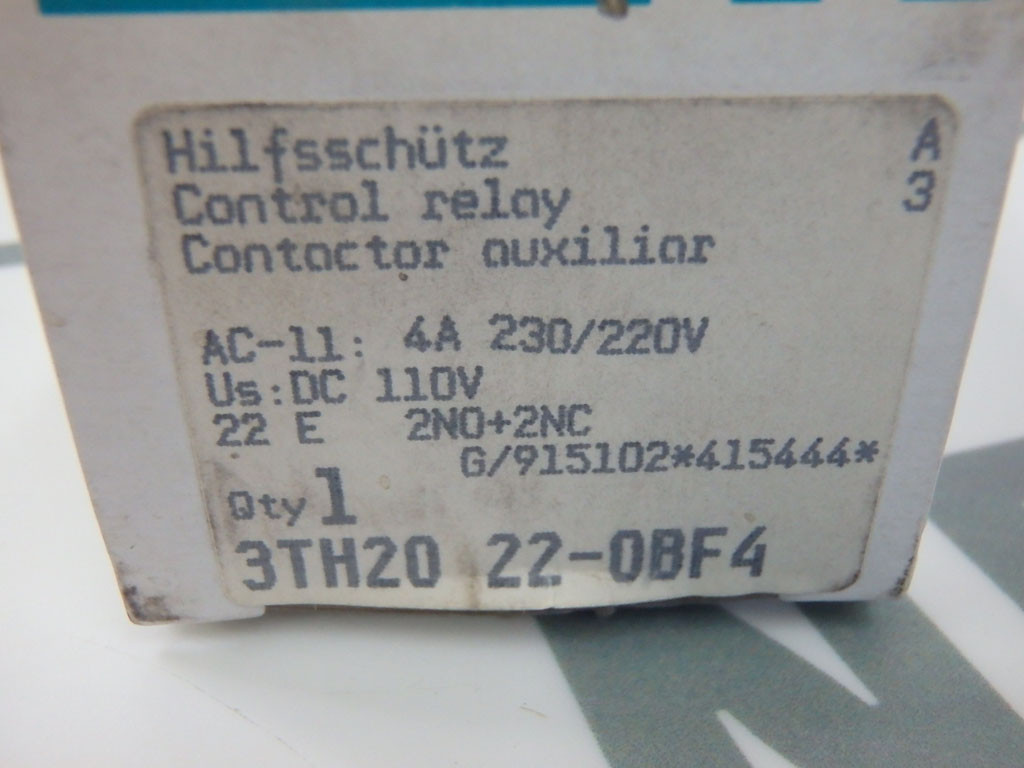 Hilfsschütz A
Control relay 3
Contactor auxiliar
AC-11: 4A 230/220V
Us:DC 110V
22 E 2NO+2NC
G/915102*415444*
Qty 1
3TH20 22-0BF4